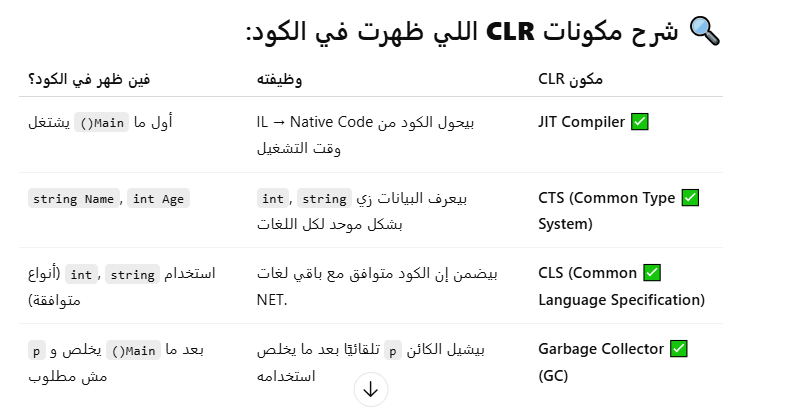 🔍 شرح مكونات CLR اللي ظهرت في الكود:
مكون CLR	وظيفته	فين ظهر في الكود؟
✅ JIT Compiler	بيحول الكود من IL → Native Code	أول ما Main() يشتغل
وقت التشغيل
✅ CTS (Common Type	بيعرف البيانات زي int, string	string Name, int Age
System)	بشكل موحد لكل اللغات
✅ CLS (Common	بيضمن إن الكود متوافق مع باقي لغات	استخدام int, string (أنواع
Language Specification)	.NET	متوافقة)
✅ Garbage Collector	بيشيل الكائن p تلقائيًا بعد ما يخلص	بعد ما Main() يخلص و p
(GC)	استخدامه	مش مطلوب